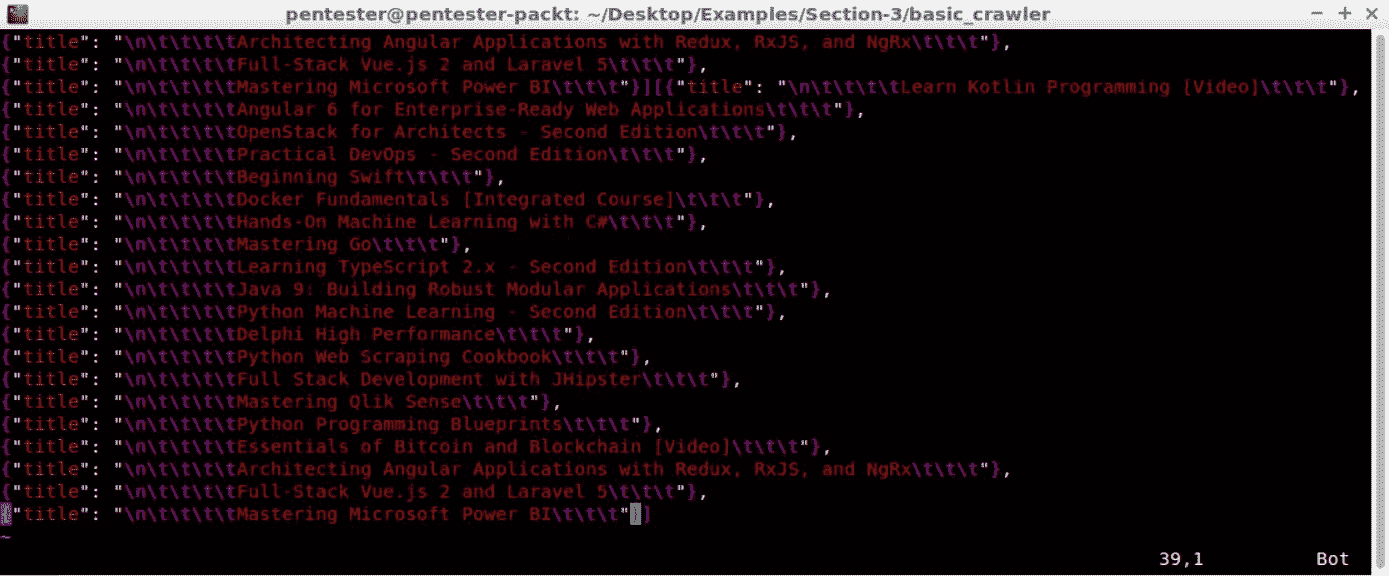 pentester@pentester-packt: ~/Desktop/Examples/Section-3/basic_crawler
{"title": "\n\t\t\t\tArchitecting Angular Applications with Redux, RxJS, and NgRx\t\t\t"},
{"title": "\n\t\t\t\tFull-Stack Vue.js 2 and Laravel 5\t\t\t"},
{"title": "\n\t\t\t\tMastering Microsoft Power BI\t\t\t"}][{"title": "\n\t\t\t\tLearn Kotlin Programming [Video]\t\t\t"},
{"title": "\n\t\t\t\tAngular 6 for Enterprise-Ready Web Applications\t\t\t"},
{"title": "\n\t\t\t\tOpenStack for Architects - Second Edition\t\t\t"},
{"title": "\n\t\t\t\tPractical DevOps - Second Edition\t\t\t"},
{"title": "\n\t\t\t\tBeginning Swift\t\t\t"},
{"title": "\n\t\t\t\tDocker Fundamentals [Integrated Course]\t\t\t"},
{"title": "\n\t\t\t\tHands-On Machine Learning with C#\t\t\t"},
{"title": "\n\t\t\t\tMastering Go\t\t\t"},
{"title": "\n\t\t\t\tLearning TypeScript 2.x - Second Edition\t\t\t"},
{"title": "\n\t\t\t\tJava 9: Building Robust Modular Applications\t\t\t"},
{"title": "\n\t\t\t\tPython Machine Learning - Second Edition\t\t\t"},
{"title": "\n\t\t\t\tDelphi High Performance\t\t\t"},
{"title": "\n\t\t\t\tPython Web Scraping Cookbook\t\t\t"},
{"title": "\n\t\t\t\tFull Stack Development with JHipster\t\t\t"},
{"title": "\n\t\t\t\tMastering Qlik Sense\t\t\t"},
{"title": "\n\t\t\t\tPython Programming Blueprints\t\t\t"},
{"title": "\n\t\t\t\tEssentials of Bitcoin and Blockchain [Video]\t\t\t"},
{"title": "\n\t\t\t\tArchitecting Angular Applications with Redux, RxJS, and NgRx\t\t\t"},
{"title": "\n\t\t\t\tFull-Stack Vue.js 2 and Laravel 5\t\t\t"},
{"title": "\n\t\t\t\tMastering Microsoft Power BI\t\t\t"}]
~
39,1 Bot